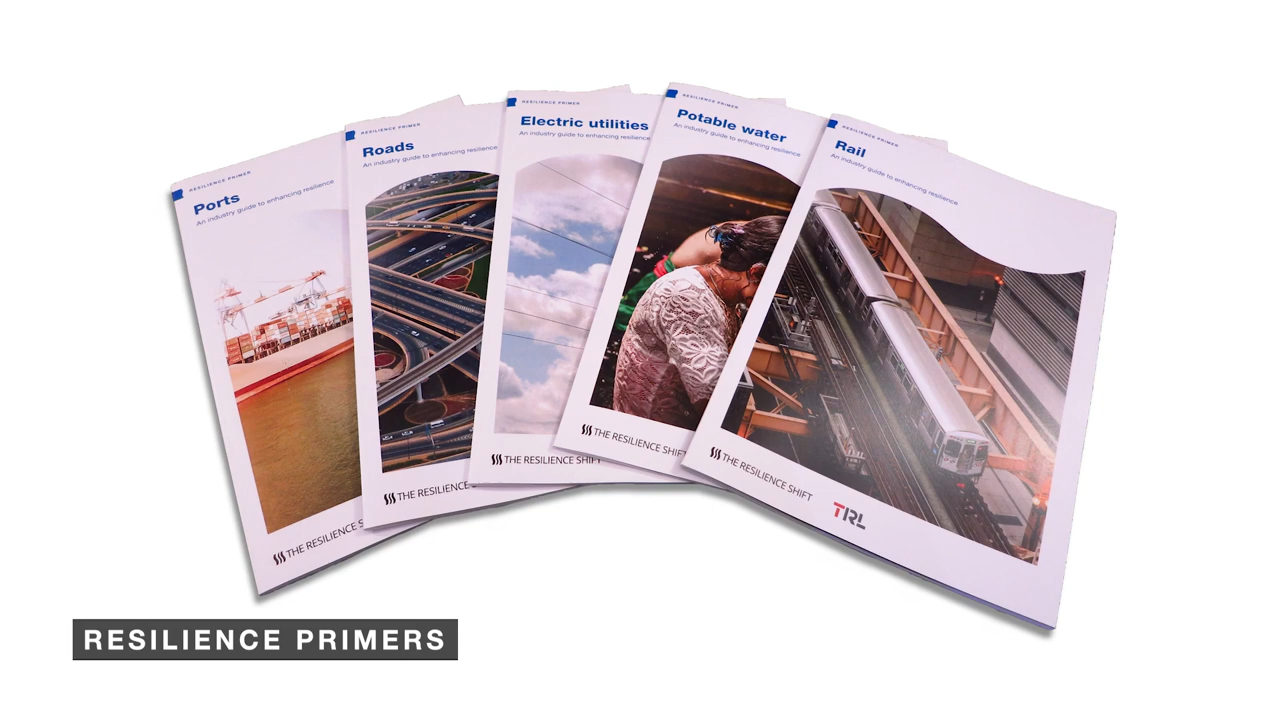 RESILIENCE PRIMER
Ports
An industry guide to enhancing resilience
THE RESILIENCE S
RESILIENCE PRIMER
Roads
An industry guide to enhancing resilience
THE RESILIENCE
RESILIENCE PRIMER
Electric utilities
An industry guide to enhancing resilience
THE RESILIENCE SHIFT
RESILIENCE PRIMER
Potable water
An industry guide to enhancing resilience
THE RESILIENCE SHIFT
RESILIENCE PRIMER
Rail
An industry guide to enhancing resilience
THE RESILIENCE SHIFT
TRL
RESILIENCE PRIMERS